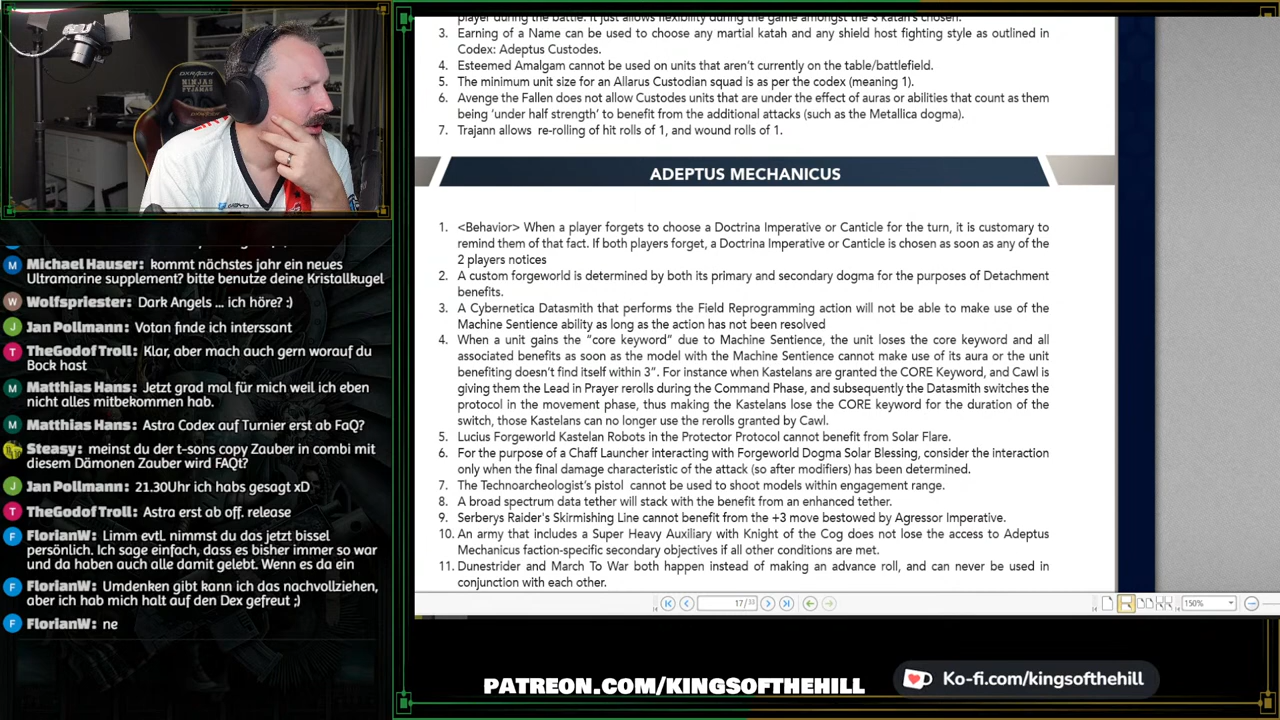 player during the battle. It just allows flexibility during the game amongst the 3 katah's chosen.
3. Earning of a Name can be used to choose any martial katah and any shield host fighting style as outlined in
Codex: Adeptus Custodes.
4. Esteemed Amalgam cannot be used on units that aren't currently on the table/battlefield.
5. The minimum unit size for an Allarus Custodian squad is as per the codex (meaning 1).
6. Avenge the Fallen does not allow Custodes units that are under the effect of auras or abilities that count as them
being 'under half strength' to benefit from the additional attacks (such as the Metallica dogma).
7. Trajann allows re-rolling of hit rolls of 1, and wound rolls of 1.
ADEPTUS MECHANICUS
1. <Behavior> When a player forgets to choose a Doctrina Imperative or Canticle for the turn, it is customary to
remind them of that fact. If both players forget, a Doctrina Imperative or Canticle is chosen as soon as any of the
2 players notices
2. A custom forgeworld is determined by both its primary and secondary dogma for the purposes of Detachment
benefits.
3. A Cybernetica Datasmith that performs the Field Reprogramming action will not be able to make use of the
Machine Sentience ability as long as the action has not been resolved
4. When a unit gains the "core keyword" due to Machine Sentience, the unit loses the core keyword and all
associated benefits as soon as the model with the Machine Sentience cannot make use of its aura or the unit
benefiting doesn't find itself within 3". For instance when Kastelans are granted the CORE Keyword, and Cawl is
giving them the Lead in Prayer rerolls during the Command Phase, and subsequently the Datasmith switches the
protocol in the movement phase, thus making the Kastelans lose the CORE keyword for the duration of the
switch, those Kastelans can no longer use the rerolls granted by Cawl.
5. Lucius Forgeworld Kastelan Robots in the Protector Protocol cannot benefit from Solar Flare.
6. For the purpose of a Chaff Launcher interacting with Forgeworld Dogma Solar Blessing, consider the interaction
only when the final damage characteristic of the attack (so after modifiers) has been determined.
7. The Technoarcheologist's pistol cannot be used to shoot models within engagement range.
8. A broad spectrum data tether will stack with the benefit from an enhanced tether.
9. Serberys Raider's Skirmishing Line cannot benefit from the +3 move bestowed by Agressor Imperative.
10. An army that includes a Super Heavy Auxiliary with Knight of the Cog does not lose the access to Adeptus
Mechanicus faction-specific secondary objectives if all other conditions are met.
11. Dunestrider and March To War both happen instead of making an advance roll, and can never be used in
conjunction with each other.
17/33
150%
M Michael Hauser: kommt nächstes jahr ein neues
Ultramarine supplement? bitte benutze deine Kristallkugel
W Wolfspriester: Dark Angels ... ich höre? :)
J Jan Pollmann: Votan finde ich interssant
T TheGodof Troll: Klar, aber mach auch gern worauf du
Bock hast
M Matthias Hans: Jetzt grad mal für mich weil ich eben
nicht alles mitbekommen hab.
M Matthias Hans: Astra Codex auf Turnier erst ab FaQ?
Steasy: meinst du der t-sons copy Zauber in combi mit
diesem Dämonen Zauber wird FAQt?
J Jan Pollmann: 21.30Uhr ich habs gesagt xD
T TheGodof Troll: Astra erst ab off. release
F FlorianW: Limm evtl. nimmst du das jetzt bissel
persönlich. Ich sage einfach, dass es bisher immer so war
und da haben auch alle damit gelebt. Wenn es da ein
F FlorianW: Umdenken gibt kann ich das nachvollziehen,
aber ich hab mich halt auf den Dex gefreut ;)
F FlorianW: ne
OXRACER
NINJAS
PYJAMAS
PATREON.COM/KINGSOFTHEHILL
Ko-fi.com/kingsofthehill